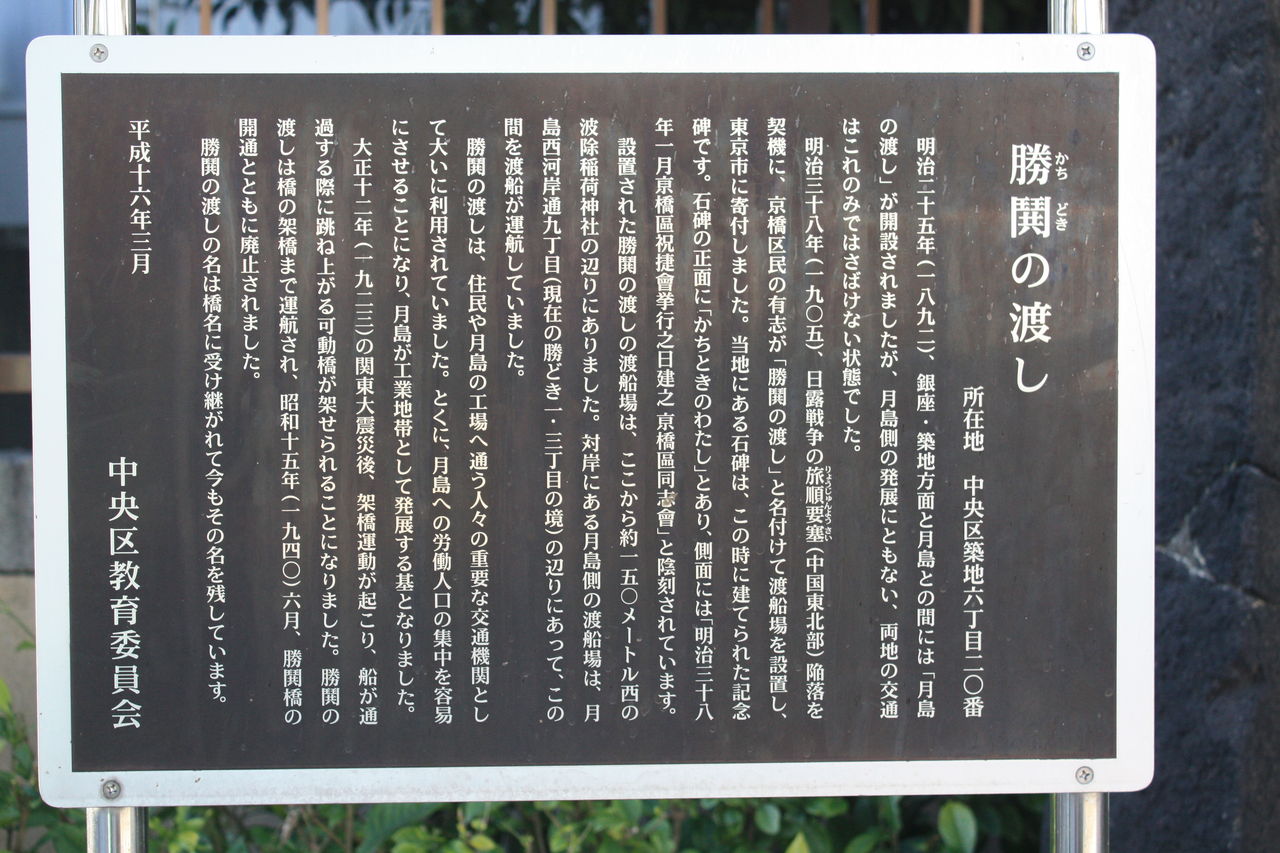 勝鬨の渡し
かち どき
所在地 中央区築地六丁目二〇番
明治二十五年(一八九二)、銀座・築地方面と月島との間には「月島
の渡し」が開設されましたが、月島側の発展にともない、両地の交通
はこれのみではさばけない状態でした。
明治三十八年(一九〇五)、日露戦争の旅順要塞(中国東北部)陥落を
りょじゅんようさい
契機に、京橋区民の有志が「勝鬨の渡し」と名付けて渡船場を設置し、
東京市に寄付しました。当地にある石碑は、この時に建てられた記念
碑です。石碑の正面に「かちときのわたし」とあり、側面には「明治三十八
年一月京橋區祝捷會挙行之日建之 京橋區同志會」と陰刻されています。
設置された勝鬨の渡しの渡船場は、ここから約一五〇メートル西の
波除稲荷神社の辺りにありました。対岸にある月島側の渡船場は、月
島西河岸通九丁目(現在の勝どき一・三丁目の境)の辺りにあって、この
間を渡船が運航していました。
勝鬨の渡しは、住民や月島の工場へ通う人々の重要な交通機関とし
て大いに利用されていました。とくに、月島への労働人口の集中を容易
にさせることになり、月島が工業地帯として発展する基となりました。
大正十二年(一九二三)の関東大震災後、架橋運動が起こり、船が通
過する際に跳ね上がる可動橋が架せられることになりました。勝鬨の
渡しは橋の架橋まで運航され、昭和十五年(一九四〇)六月、勝鬨橋の
開通とともに廃止されました。
勝鬨の渡しの名は橋名に受け継がれて今もその名を残しています。
平成十六年三月
中央区教育委員会